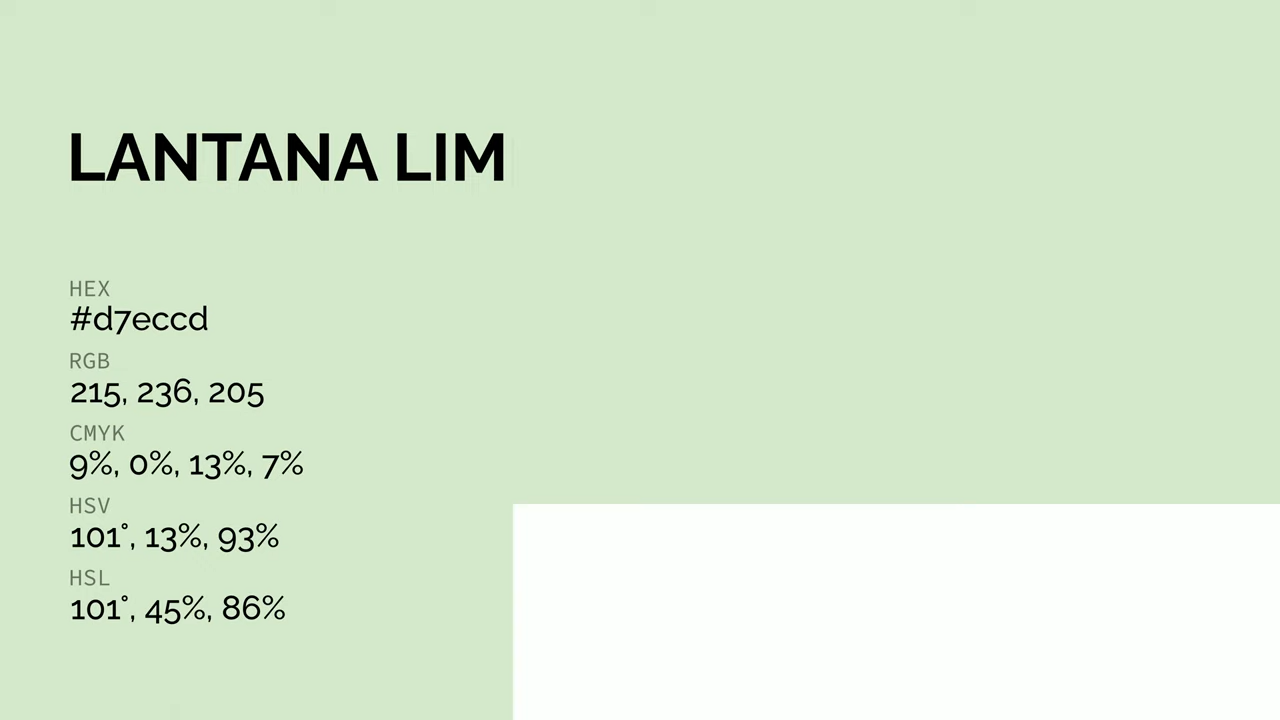 LANTANA LIM
HEX
#d7eccd
RGB
215, 236, 205
CMYK
9%, 0%, 13%, 7%
HSV
101°, 13%, 93%
HSL
101°, 45%, 86%